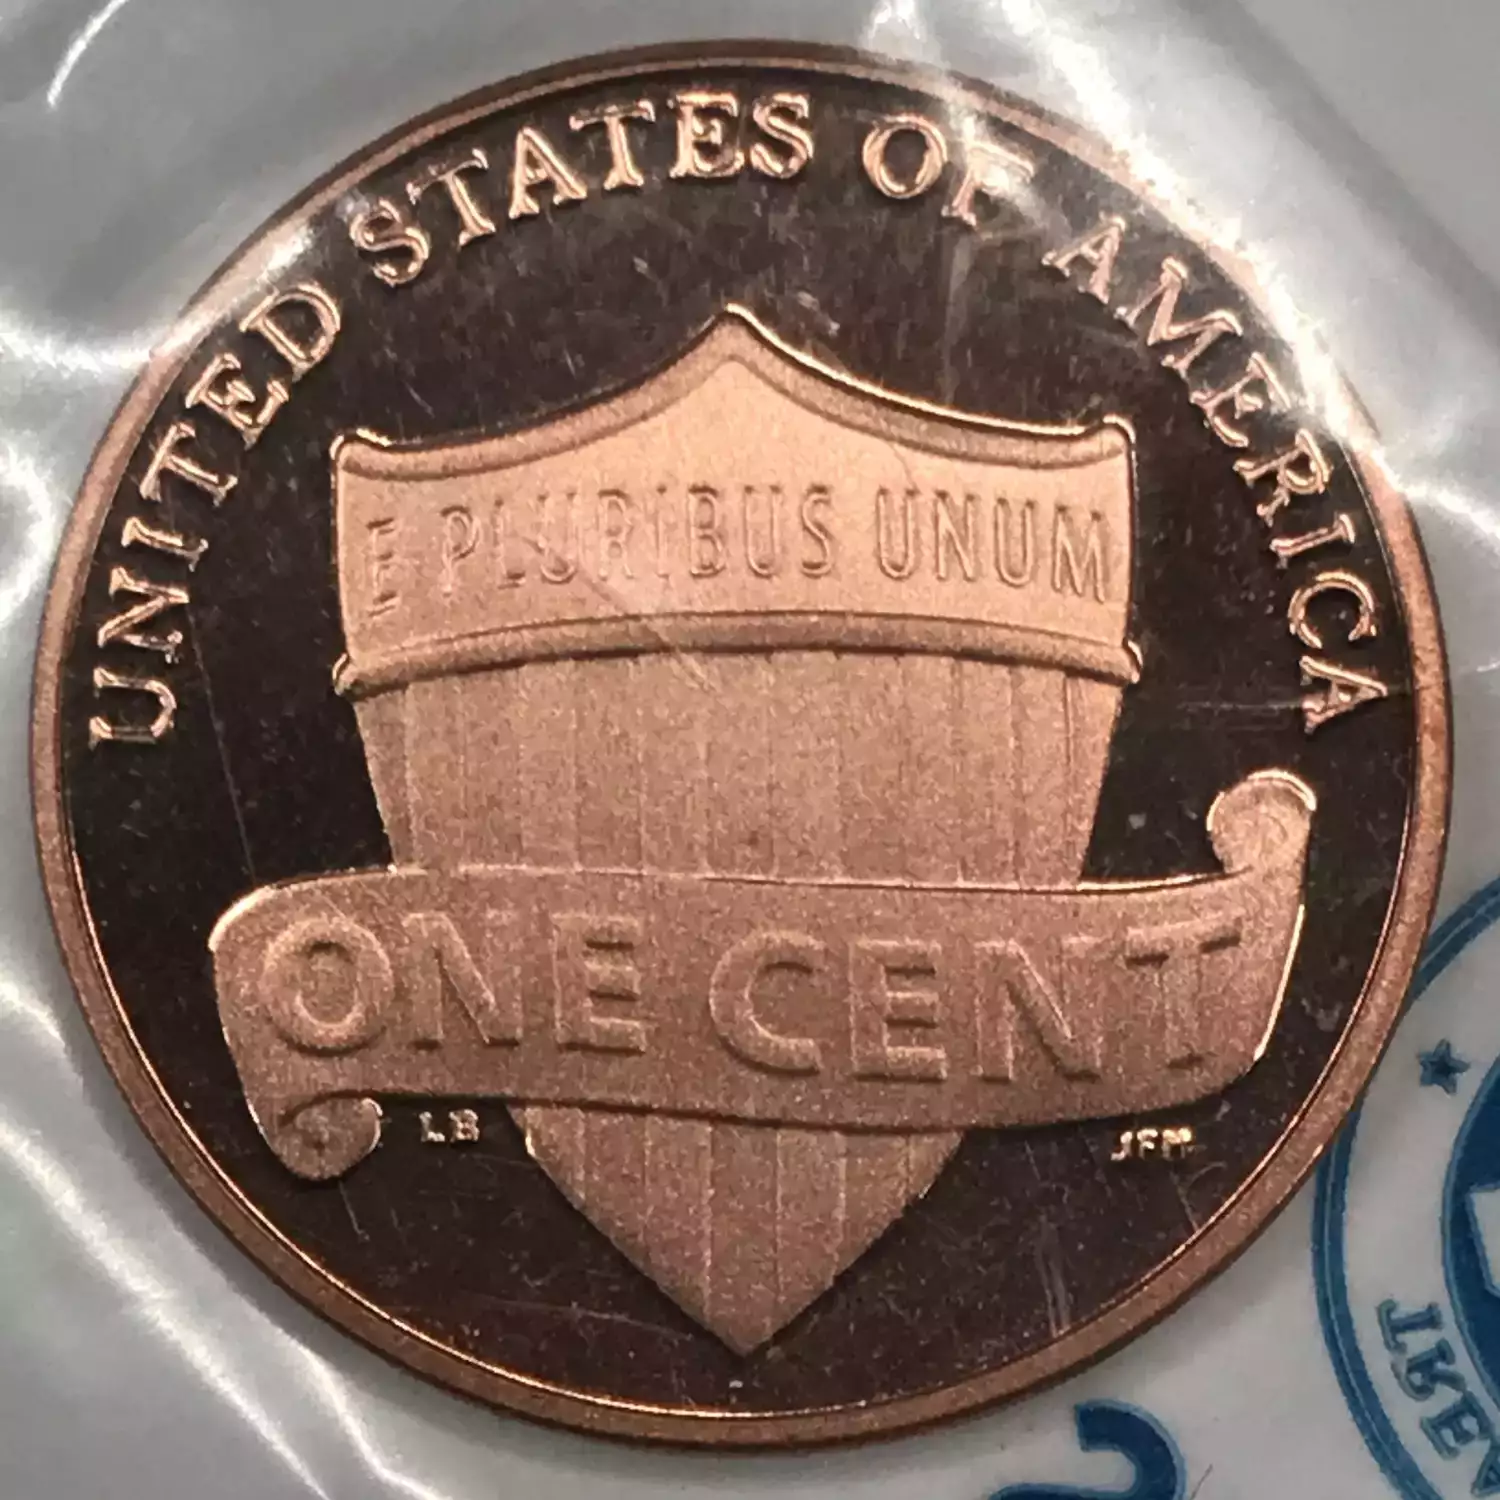 UNITED STATES OF AMERICA
E PLURIBUS UNUM
ONE CENT
LB
JFM